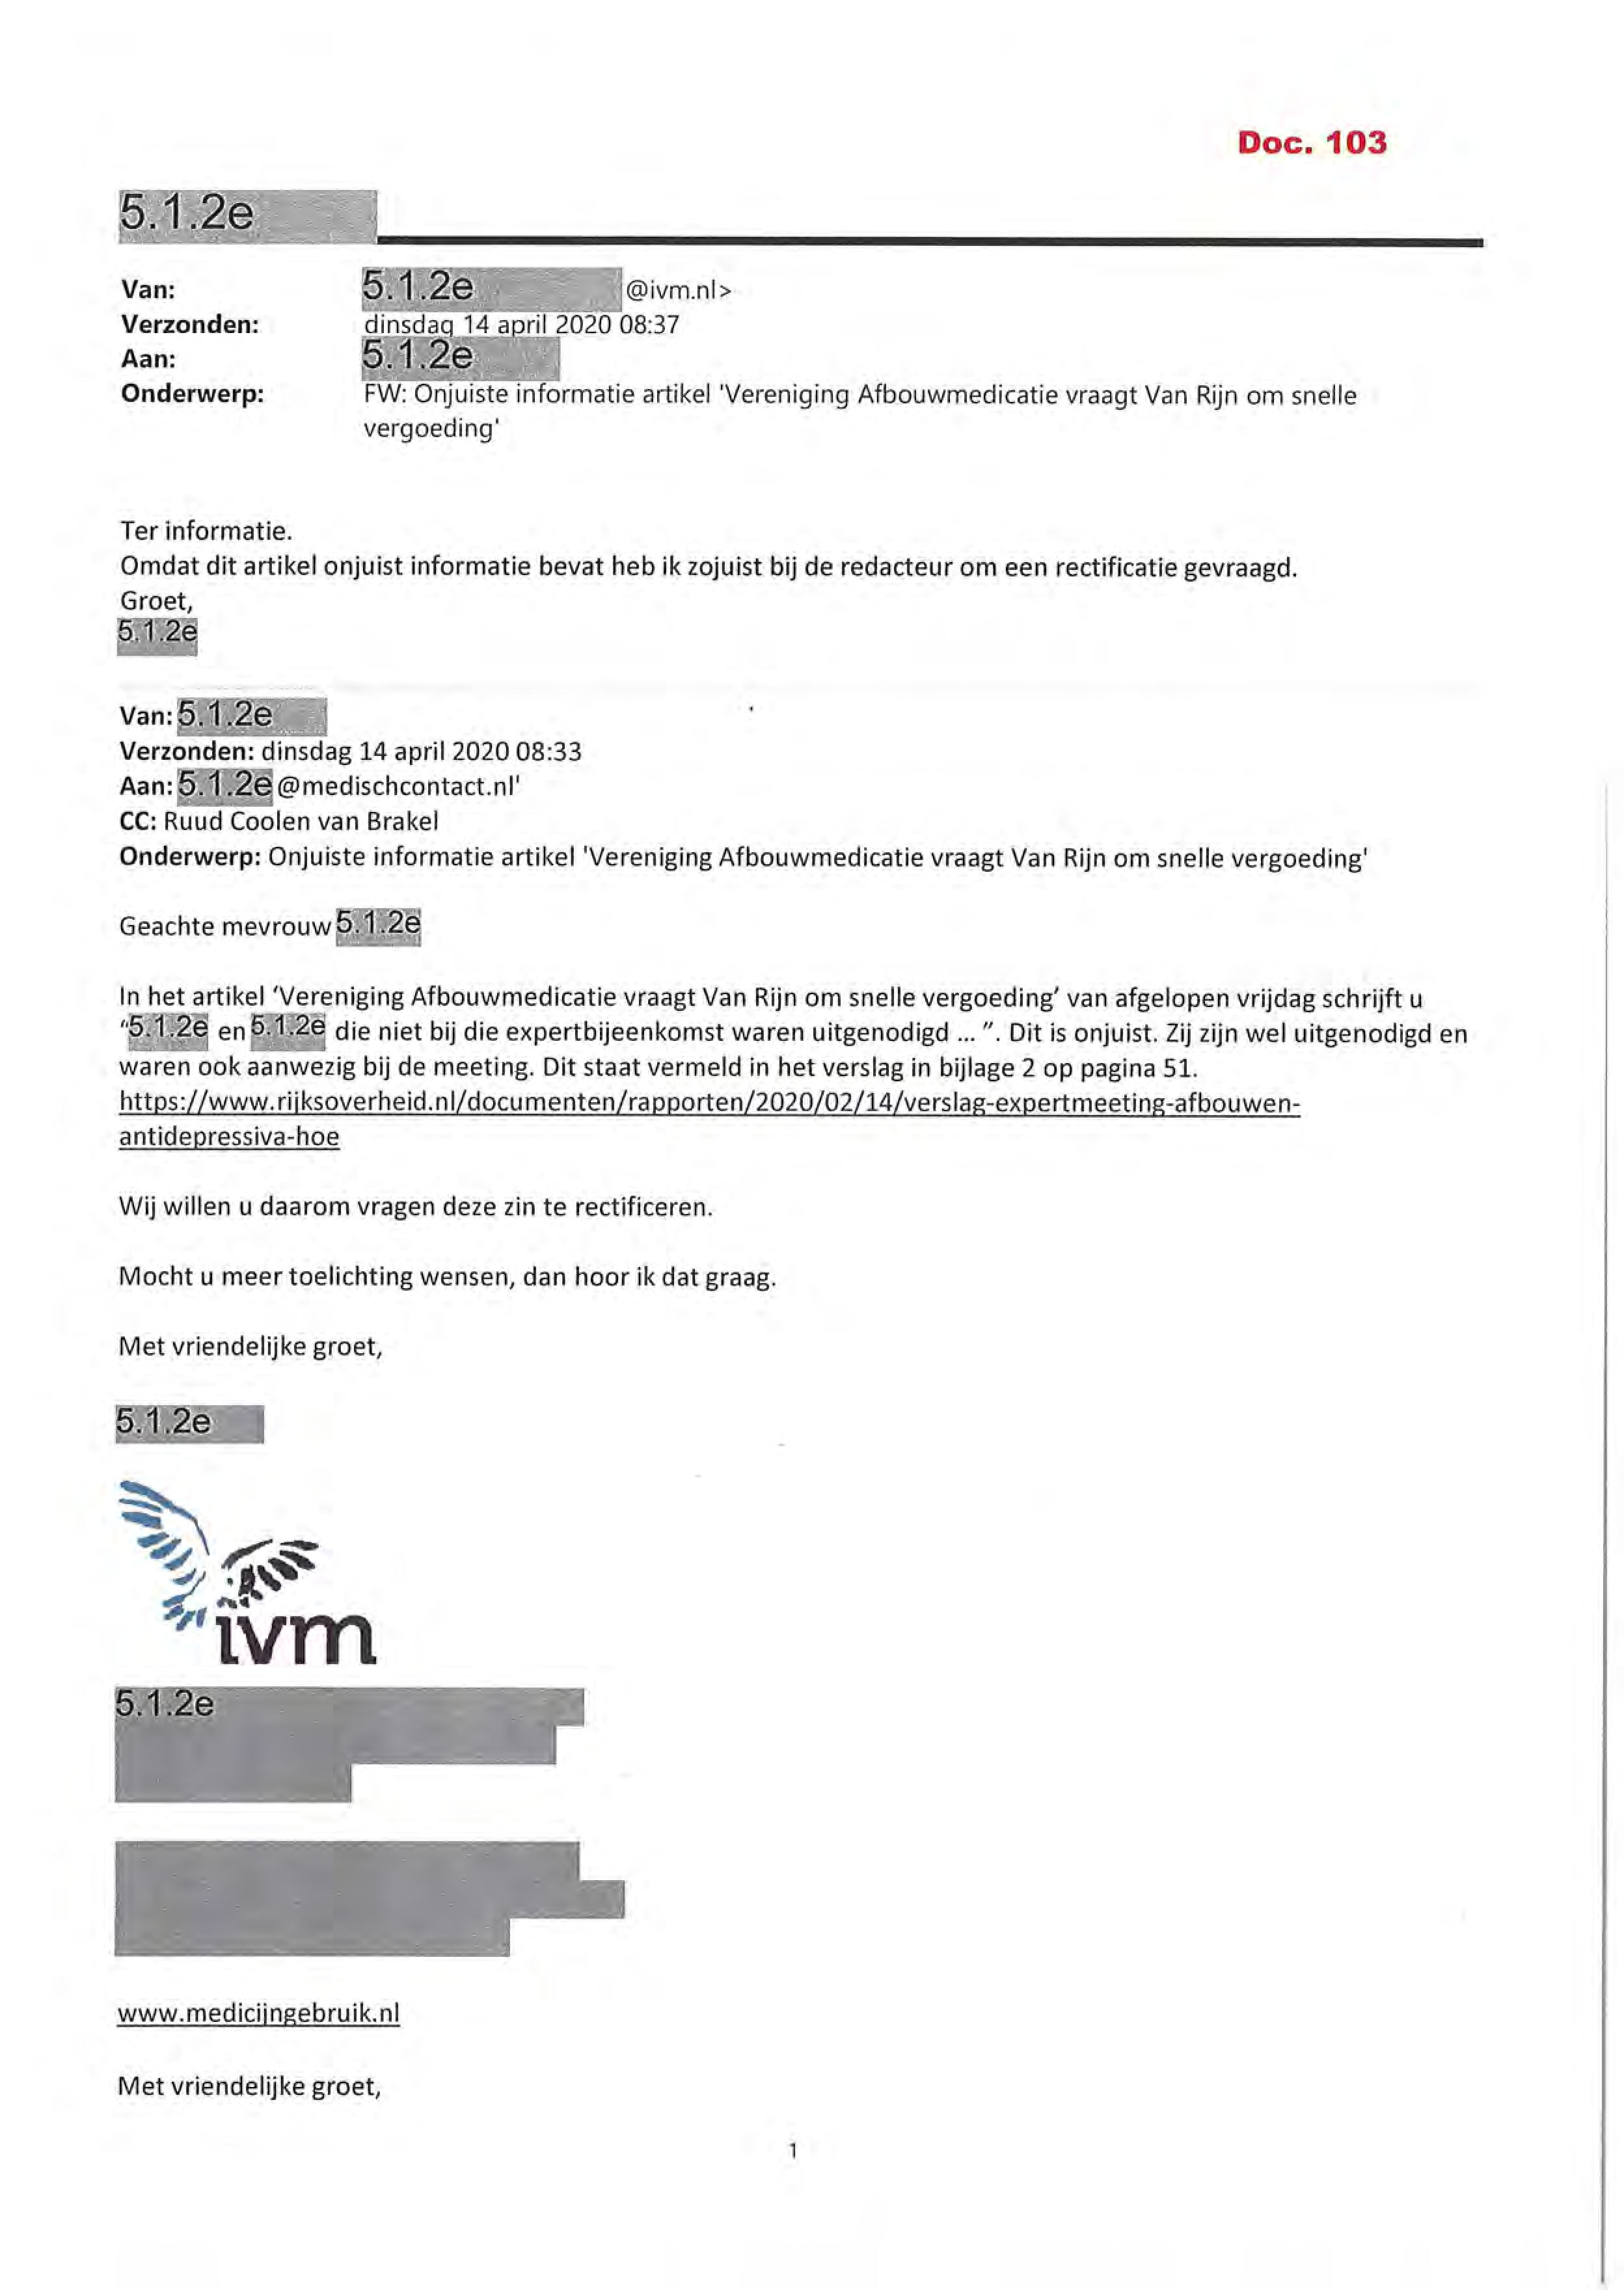 Doc. 103
5.1.2e
Van: 5.1.2e @ivm.nl>
Verzonden: dinsdag 14 april 2020 08:37
Aan: 5.1.2e
Onderwerp: FW: Onjuiste informatie artikel 'Vereniging Afbouwmedicatie vraagt Van Rijn om snelle
vergoeding'
Ter informatie.
Omdat dit artikel onjuist informatie bevat heb ik zojuist bij de redacteur om een rectificatie gevraagd.
Groet,
5.1.2e
Van: 5.1.2e
Verzonden: dinsdag 14 april 2020 08:33
Aan: 5.1.2e @medischcontact.nl'
CC: Ruud Coolen van Brakel
Onderwerp: Onjuiste informatie artikel 'Vereniging Afbouwmedicatie vraagt Van Rijn om snelle vergoeding'
Geachte mevrouw 5.1.2e
In het artikel 'Vereniging Afbouwmedicatie vraagt Van Rijn om snelle vergoeding' van afgelopen vrijdag schrijft u
"5.1.2e en 5.1.2e die niet bij die expertbijeenkomst waren uitgenodigd ... ". Dit is onjuist. Zij zijn wel uitgenodigd en
waren ook aanwezig bij de meeting. Dit staat vermeld in het verslag in bijlage 2 op pagina 51.
https://www.rijksoverheid.nl/documenten/rapporten/2020/02/14/verslag-expertmeeting-afbouwen-
antidepressiva-hoe
Wij willen u daarom vragen deze zin te rectificeren.
Mocht u meer toelichting wensen, dan hoor ik dat graag.
Met vriendelijke groet,
5.1.2e
ivm
5.1.2e
www.medicijngebruik.nl
Met vriendelijke groet,
1